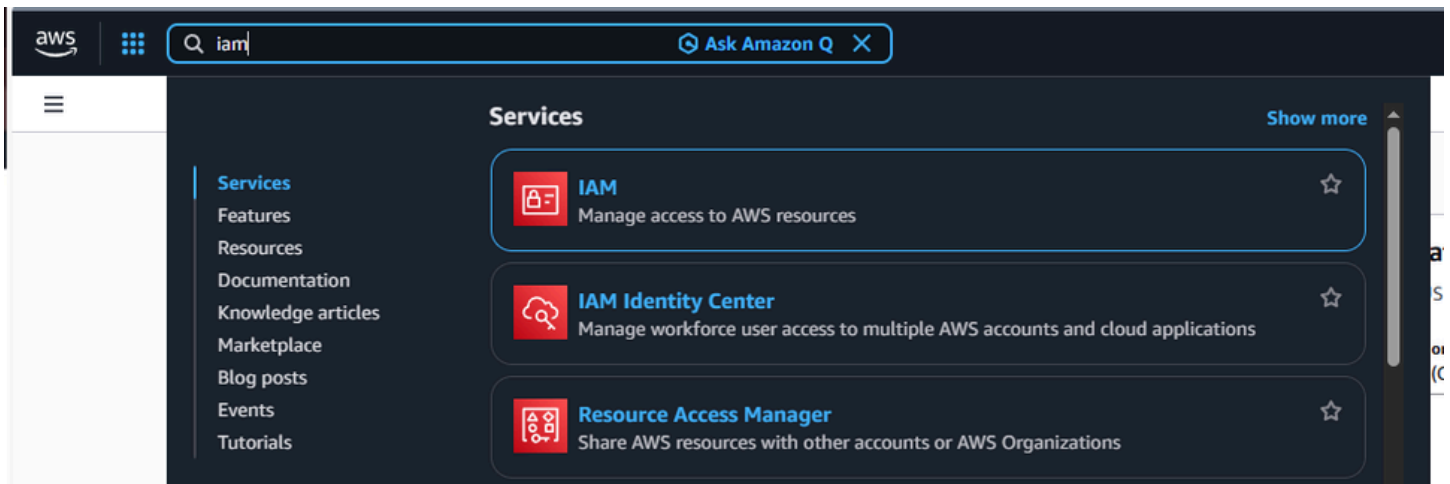 aws
iam
Ask Amazon Q
Services
Show more
Services
Features
Resources
Documentation
Knowledge articles
Marketplace
Blog posts
Events
Tutorials
IAM
Manage access to AWS resources
IAM Identity Center
Manage workforce user access to multiple AWS accounts and cloud applications
Resource Access Manager
Share AWS resources with other accounts or AWS Organizations